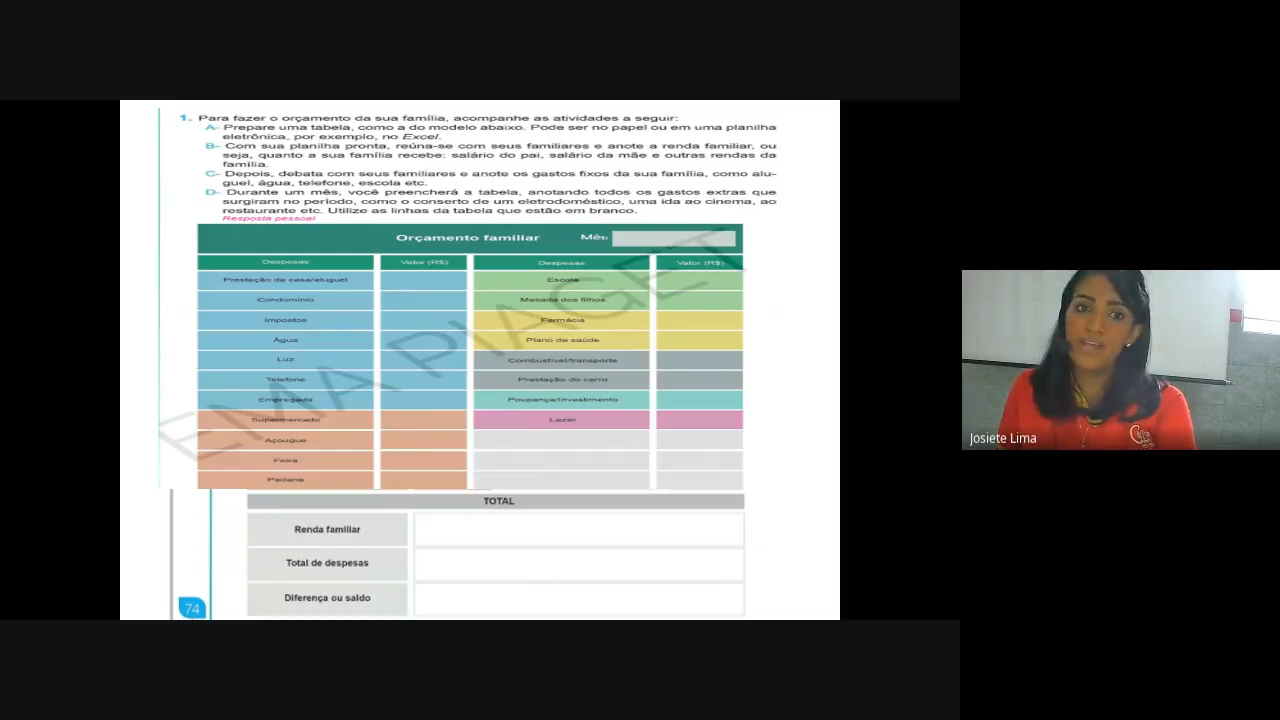 1. Para fazer o orçamento da sua família, acompanhe as atividades a seguir:
A- Prepare uma tabela, como a do modelo abaixo. Pode ser no papel ou em uma planilha
eletrônica, por exemplo, no Excel.
B- Com sua planilha pronta, reúna-se com seus familiares e anote a renda familiar, ou
seja, quanto a sua família recebe: salário do pai, salário da mãe e outras rendas da
família.
C- Depois, debata com seus familiares e anote os gastos fixos da sua família, como alu-
guel, água, telefone, escola etc.
D- Durante um mês, você preencherá a tabela, anotando todos os gastos extras que
surgiram no período, como o conserto de um eletrodoméstico, uma ida ao cinema, ao
restaurante etc. Utilize as linhas da tabela que estão em branco.
Resposta pessoal
Orçamento familiar Mês:
Despesas Valor (R$) Despesas Valor (R$)
Prestação da casa/aluguel Escola
Condomínio Mesada dos filhos
Impostos Farmácia
Água Plano de saúde
Luz Combustível/transporte
Telefone Prestação do carro
Empregada Poupança/Investimento
Supermercado Lazer
Açougue
Feira
Padaria
EMA PIAGET
TOTAL
Renda familiar
Total de despesas
Diferença ou saldo
74
Josiete Lima